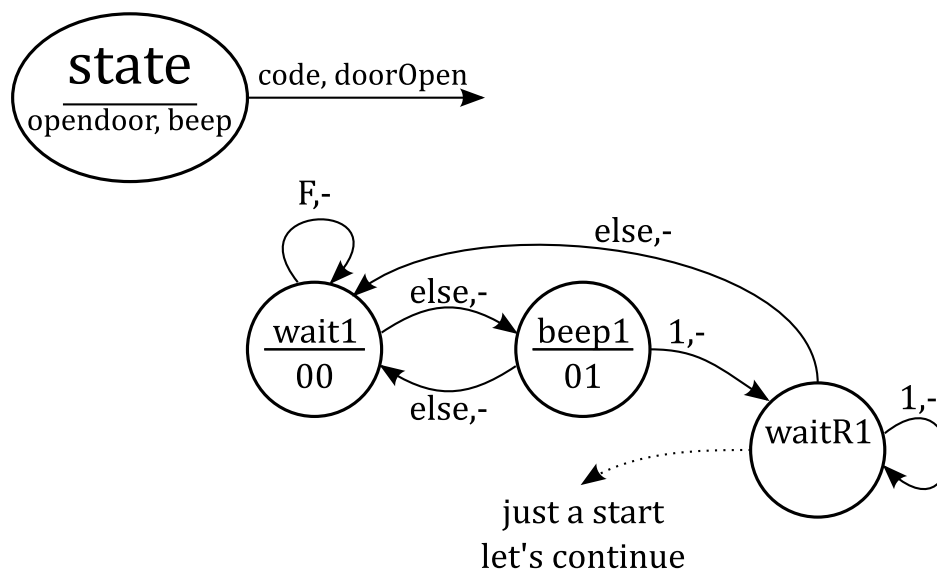 state
opendoor, beep
code, doorOpen
F,-
else,-
else,-
wait1
00
beep1
01
1,-
else,-
waitR1
1,-
just a start
let's continue